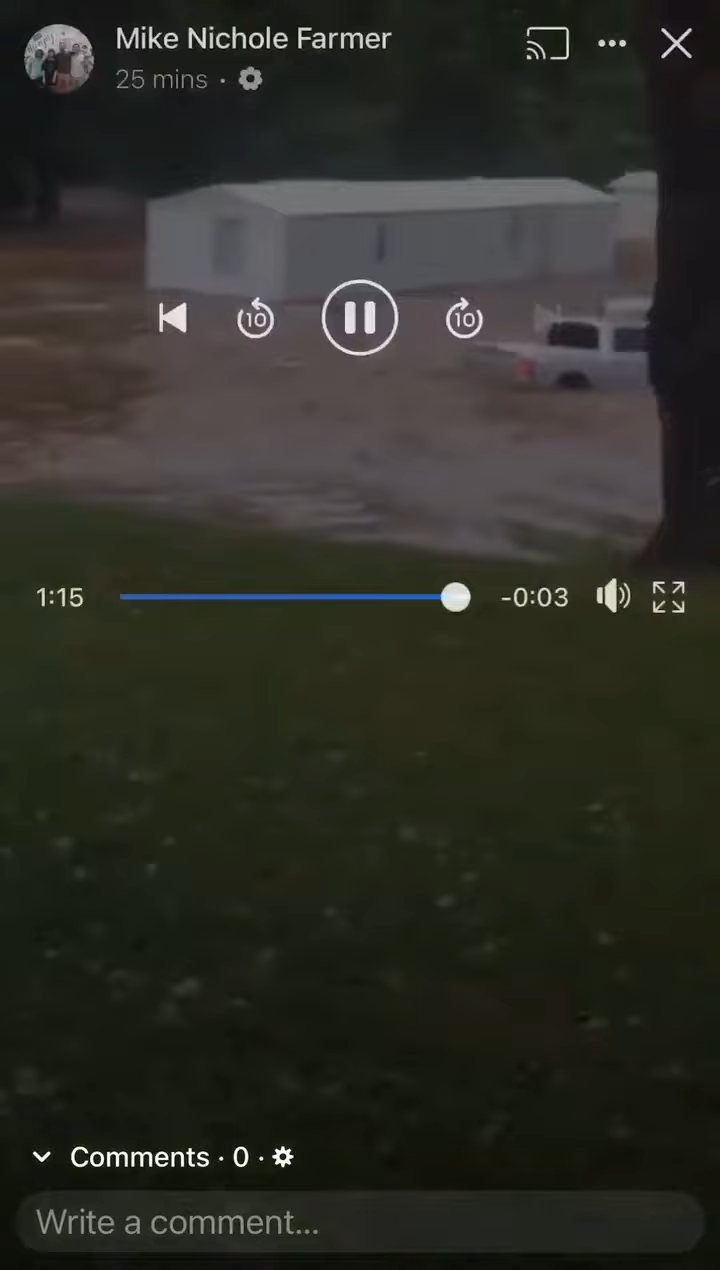 Mike Nichole Farmer
25 mins ·
10
10
1:15
-0:03
Comments · 0 ·
Write a comment...